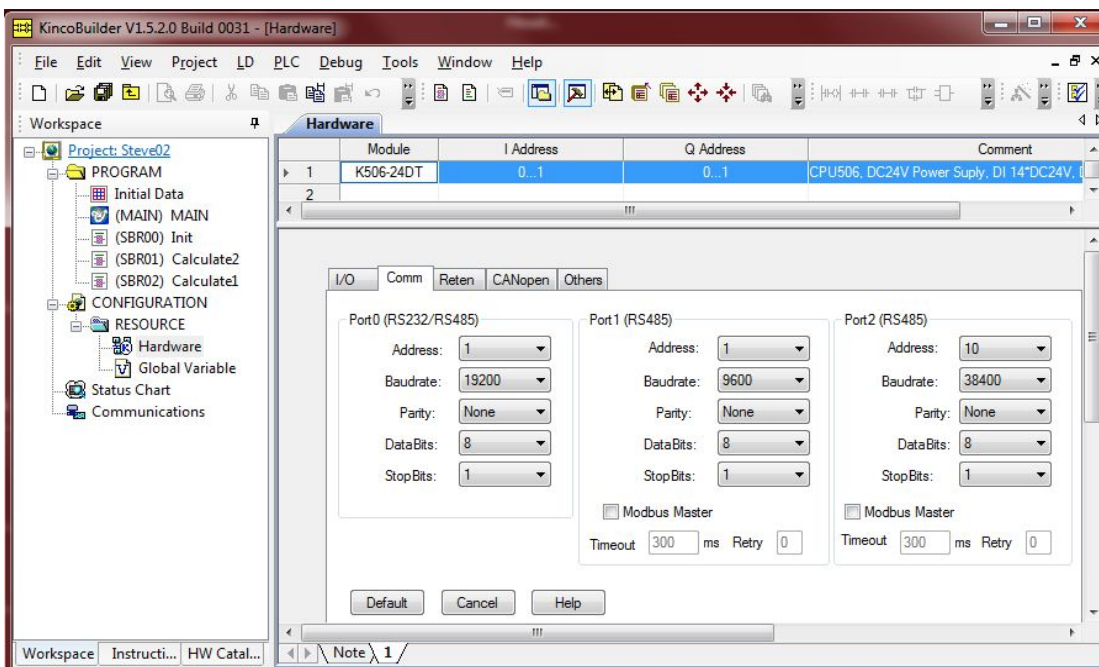 KincoBuilder V1.5.2.0 Build 0031 - [Hardware]
File Edit View Project LD PLC Debug Tools Window Help
Workspace
Hardware
Project: Steve02
PROGRAM
Initial Data
(MAIN) MAIN
(SBR00) Init
(SBR01) Calculate2
(SBR02) Calculate1
CONFIGURATION
RESOURCE
Hardware
Global Variable
Status Chart
Communications
Module I Address Q Address Comment
1 K506-24DT 0...1 0...1 CPU506, DC24V Power Suply, DI 14*DC24V,
2
I/O Comm Reten CANopen Others
Port0 (RS232/RS485) Port1 (RS485) Port2 (RS485)
Address: 1 Address: 1 Address: 10
Baudrate: 19200 Baudrate: 9600 Baudrate: 38400
Parity: None Parity: None Parity: None
DataBits: 8 DataBits: 8 DataBits: 8
StopBits: 1 StopBits: 1 StopBits: 1
Modbus Master Modbus Master
Timeout 300 ms Retry 0 Timeout 300 ms Retry 0
Default Cancel Help
Workspace Instructi... HW Catal... Note 1